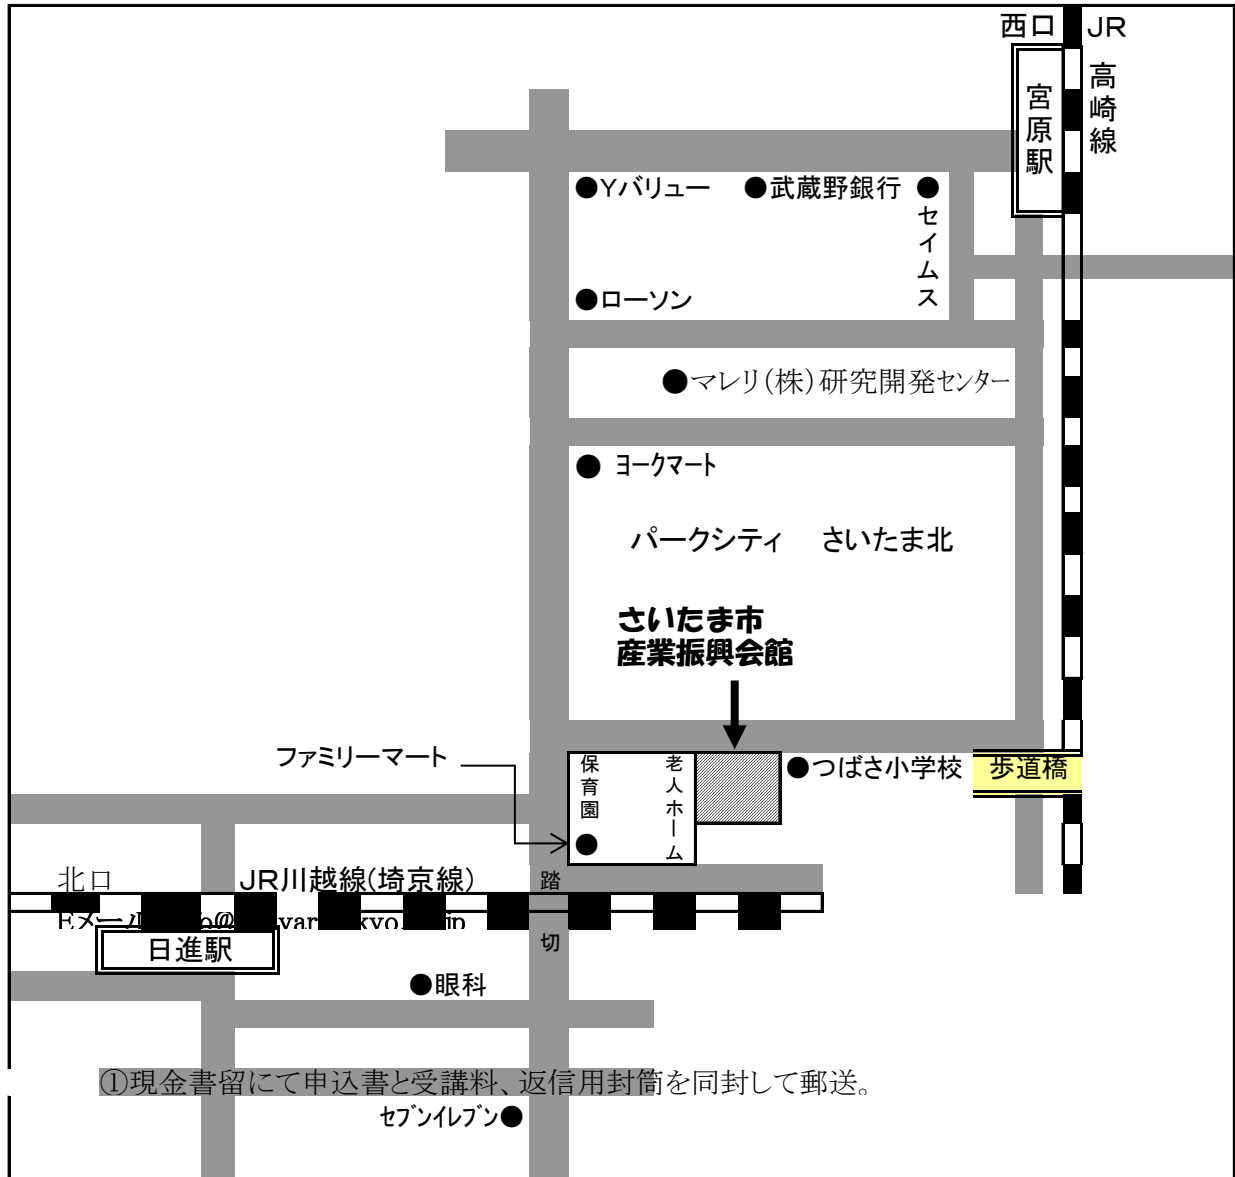 西口
JR
高崎線
宮原駅
●Yバリュー
●武蔵野銀行
●セイムス
●ローソン
●マレリ(株)研究開発センター
● ヨークマート
パークシティ さいたま北
さいたま市
産業振興会館
ファミリーマート
保育園
老人ホーム
●つばさ小学校
歩道橋
北口
JR川越線(埼京線)
踏切
Eメール
日進駅
●眼科
①現金書留にて申込書と受講料、返信用封筒を同封して郵送。
セブンイレブン●